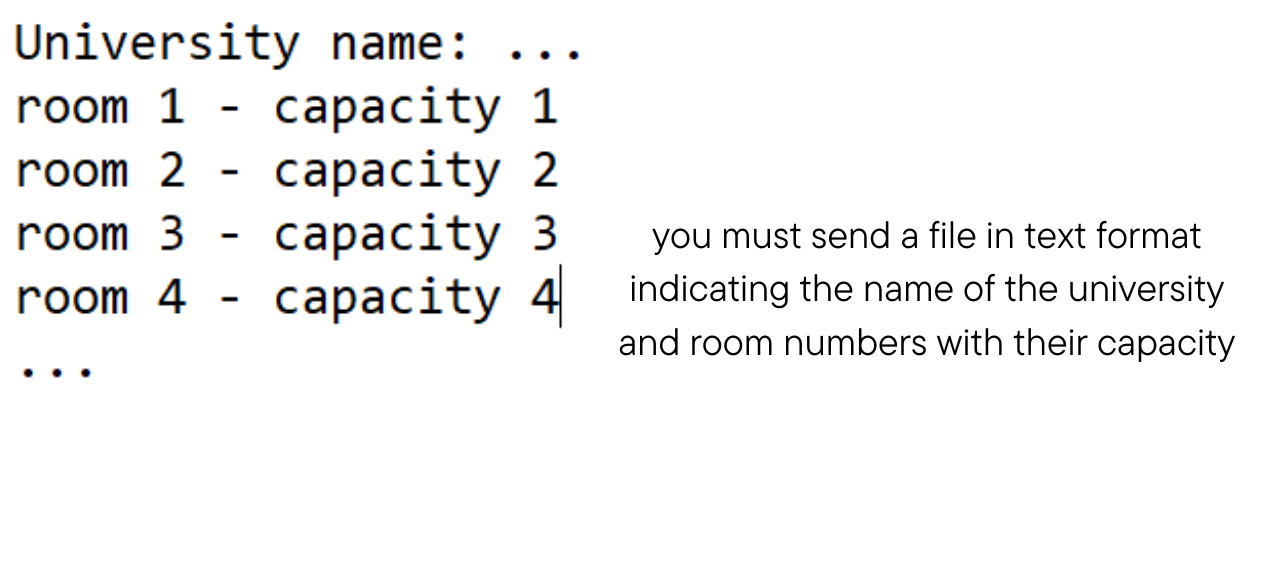 University name: ...
room 1 - capacity 1
room 2 - capacity 2
room 3 - capacity 3
room 4 - capacity 4
...
you must send a file in text format
indicating the name of the university
and room numbers with their capacity